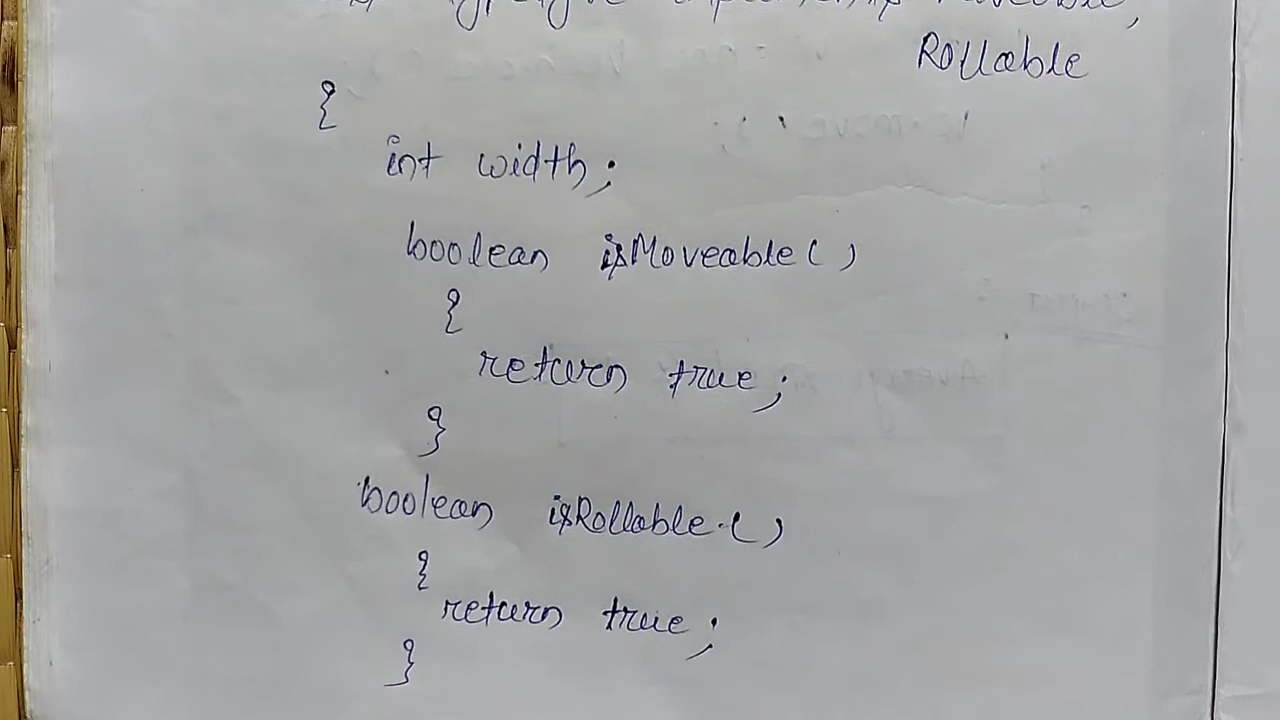 Rollable
{
int width;
boolean isMoveable()
{
return true;
}
boolean isRollable.()
{
return true;
}